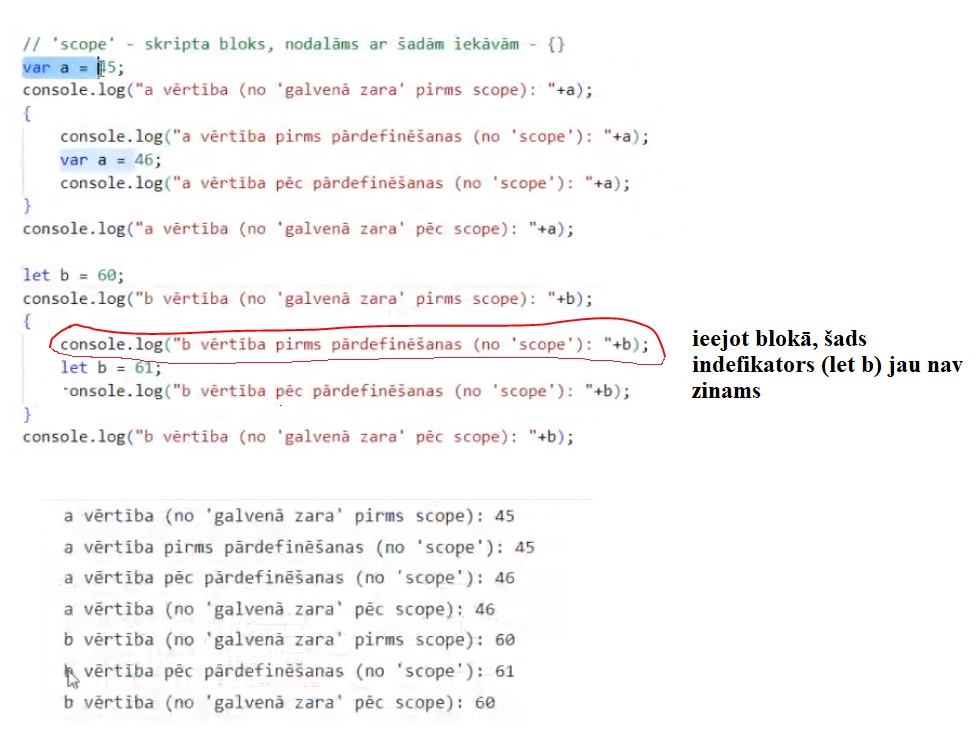 // 'scope' - skripta bloks, nodalāms ar šadām iekāvām - {}
var a = 45;
console.log("a vērtība (no 'galvenā zara' pirms scope): "+a);
{
console.log("a vērtība pirms pārdefinēšanas (no 'scope'): "+a);
var a = 46;
console.log("a vērtība pēc pārdefinēšanas (no 'scope'): "+a);
}
console.log("a vērtība (no 'galvenā zara' pēc scope): "+a);
let b = 60;
console.log("b vērtība (no 'galvenā zara' pirms scope): "+b);
{
console.log("b vērtība pirms pārdefinēšanas (no 'scope'): "+b);
let b = 61;
console.log("b vērtība pēc pārdefinēšanas (no 'scope'): "+b);
}
console.log("b vērtība (no 'galvenā zara' pēc scope): "+b);
ieejot blokā, šads
indefikators (let b) jau nav
zinams
a vērtība (no 'galvenā zara' pirms scope): 45
a vērtība pirms pārdefinēšanas (no 'scope'): 45
a vērtība pēc pārdefinēšanas (no 'scope'): 46
a vērtība (no 'galvenā zara' pēc scope): 46
b vērtība (no 'galvenā zara' pirms scope): 60
b vērtība pēc pārdefinēšanas (no 'scope'): 61
b vērtība (no 'galvenā zara' pēc scope): 60